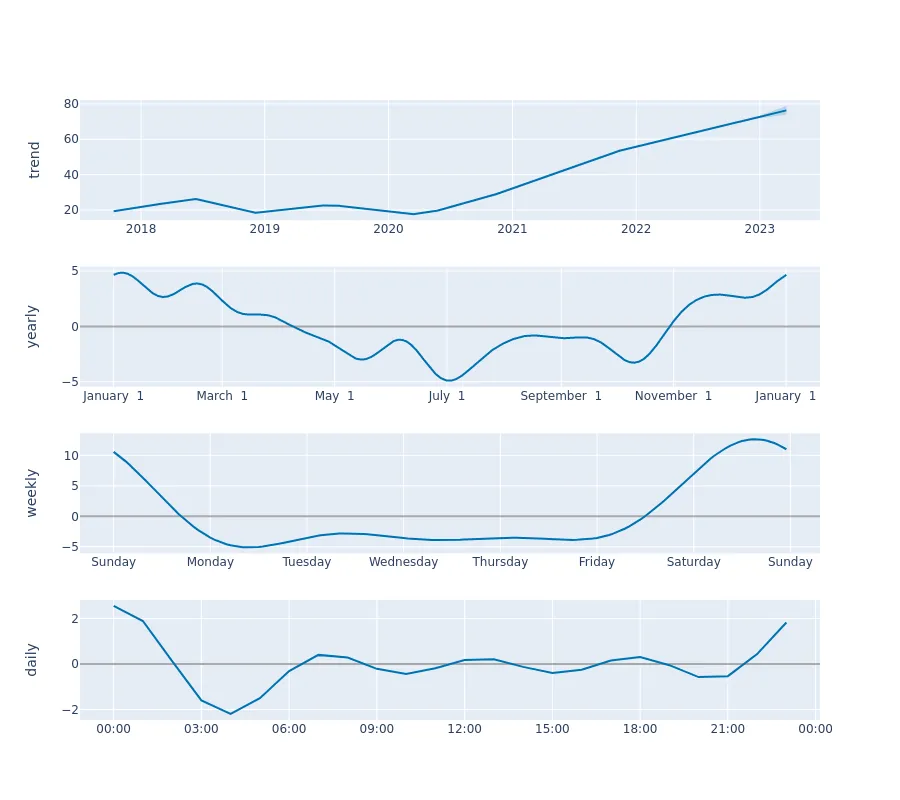 trend
80
60
40
20
2018 2019 2020 2021 2022 2023
yearly
5
0
−5
January 1 March 1 May 1 July 1 September 1 November 1 January 1
weekly
10
5
0
−5
Sunday Monday Tuesday Wednesday Thursday Friday Saturday Sunday
daily
2
0
−2
00:00 03:00 06:00 09:00 12:00 15:00 18:00 21:00 00:00